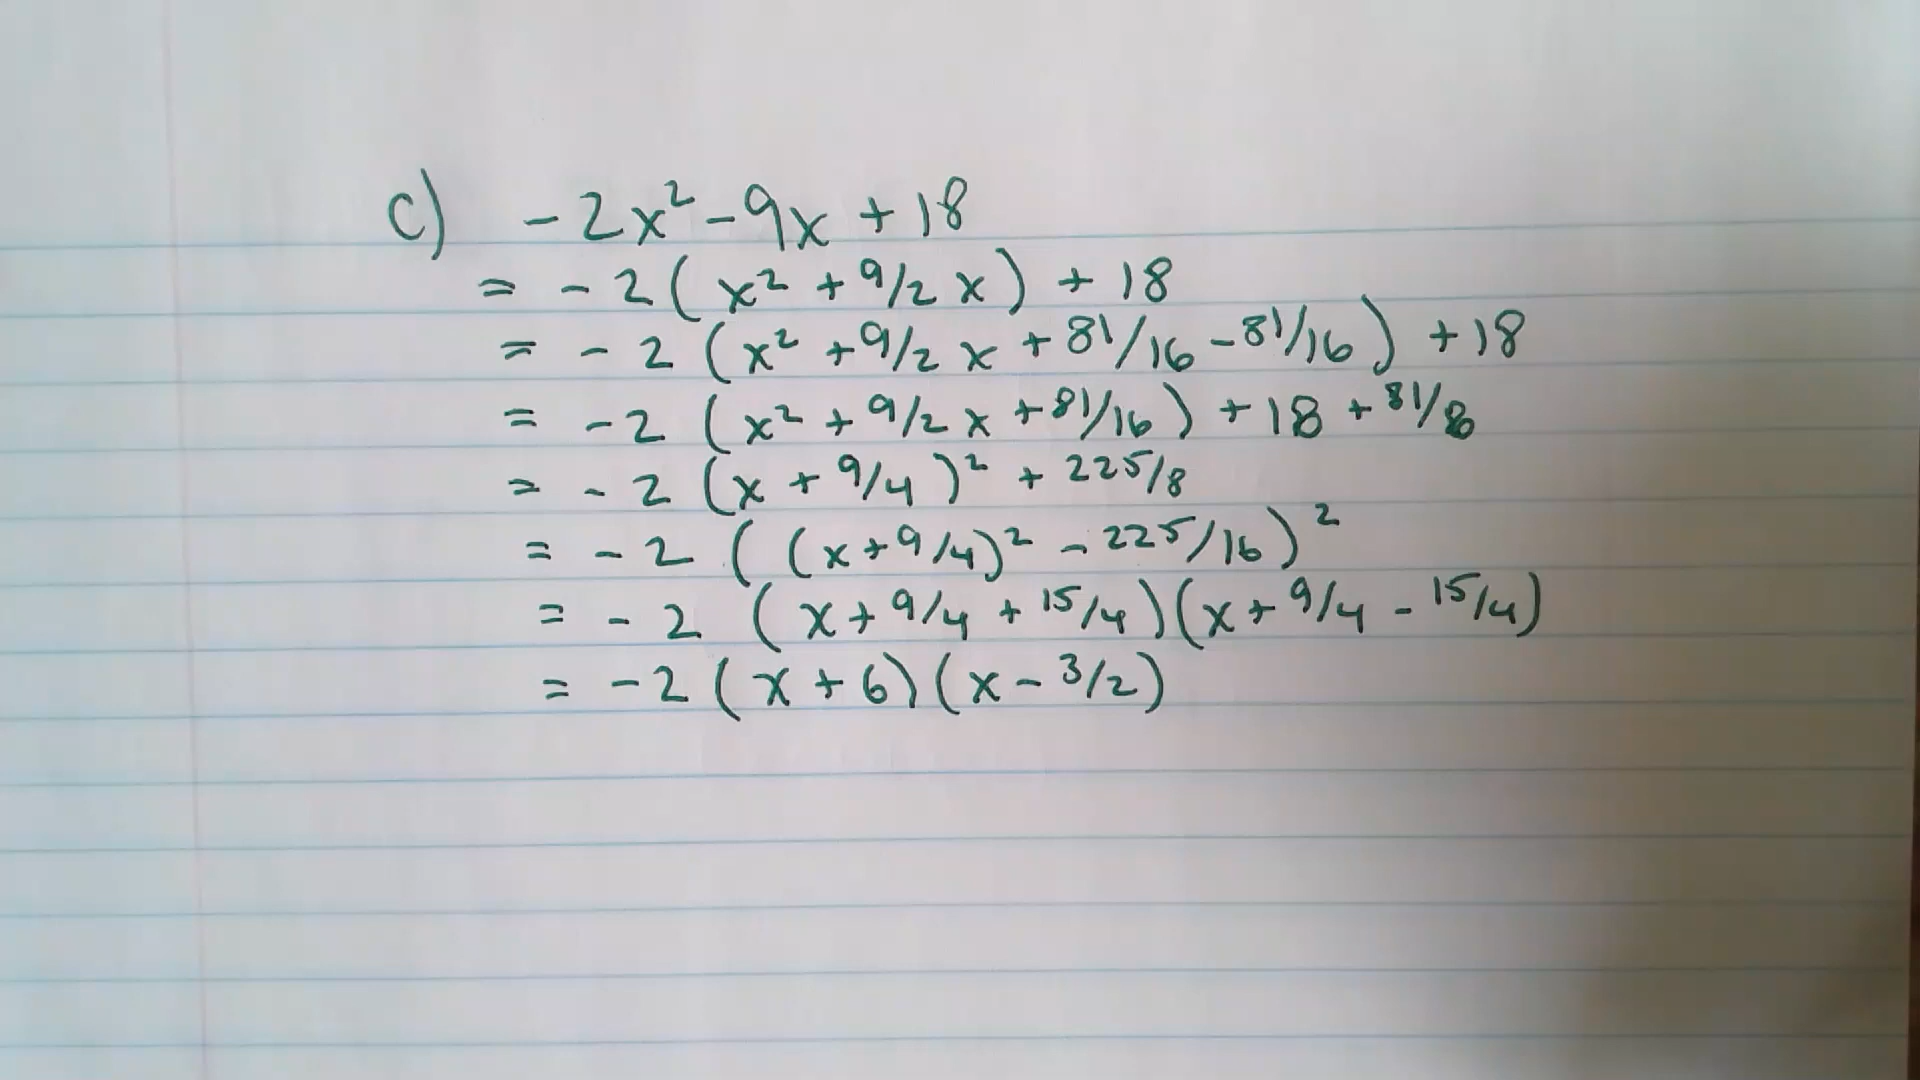 c) -2x² - 9x + 18
= -2(x² + 9/2 x) + 18
= -2(x² + 9/2 x + 81/16 - 81/16) + 18
= -2(x² + 9/2 x + 81/16) + 18 + 81/8
= -2(x + 9/4)² + 225/8
= -2((x + 9/4)² - 225/16)²
= -2(x + 9/4 + 15/4)(x + 9/4 - 15/4)
= -2(x + 6)(x - 3/2)